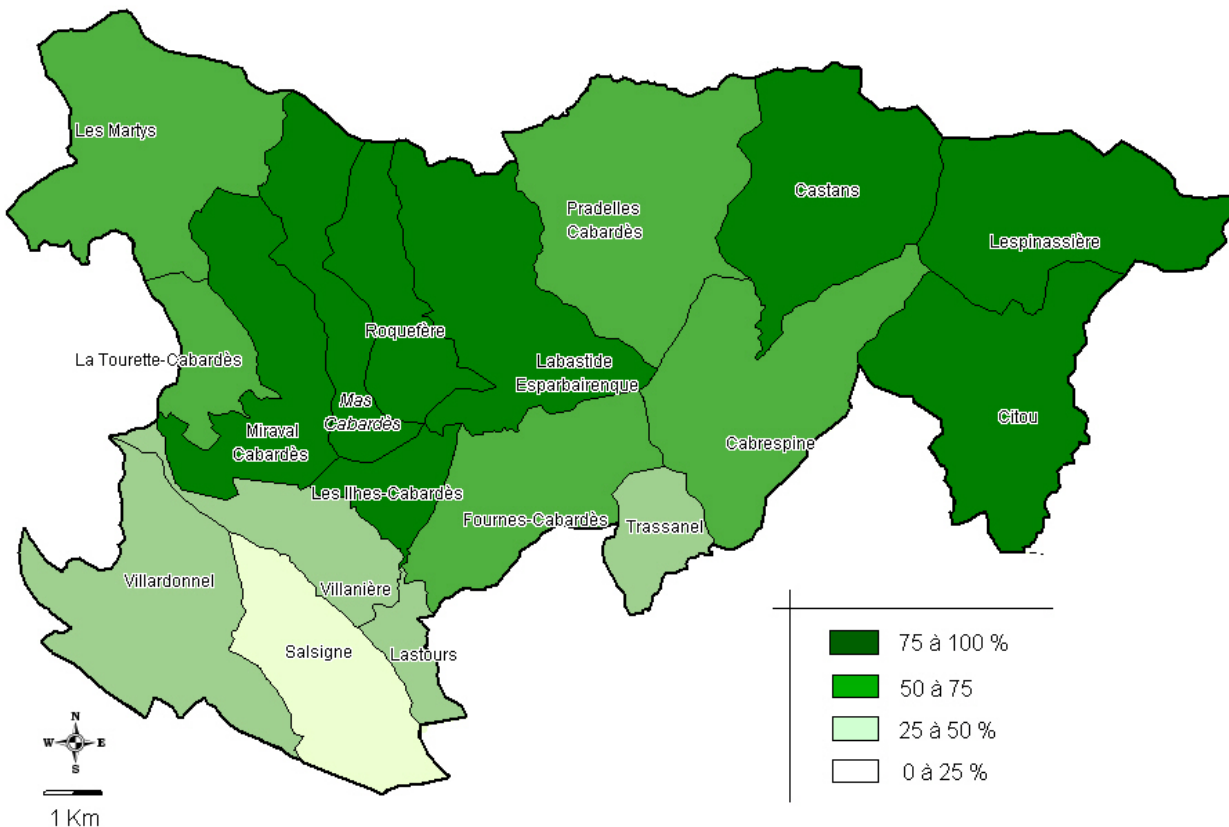 Les Martys
Castans
Pradelles
Cabardès
Lespinassière
Roquefère
La Tourette-Cabardès
Labastide
Esparbairenque
Mas
Cabardès
Miraval
Cabardès
Citou
Cabrespine
Les Ilhes-Cabardès
Fournes-Cabardès
Trassanel
Villardonnel
Villanière
Salsigne
Lastours
75 à 100 %
50 à 75
25 à 50 %
0 à 25 %
N
W E
S
1 Km